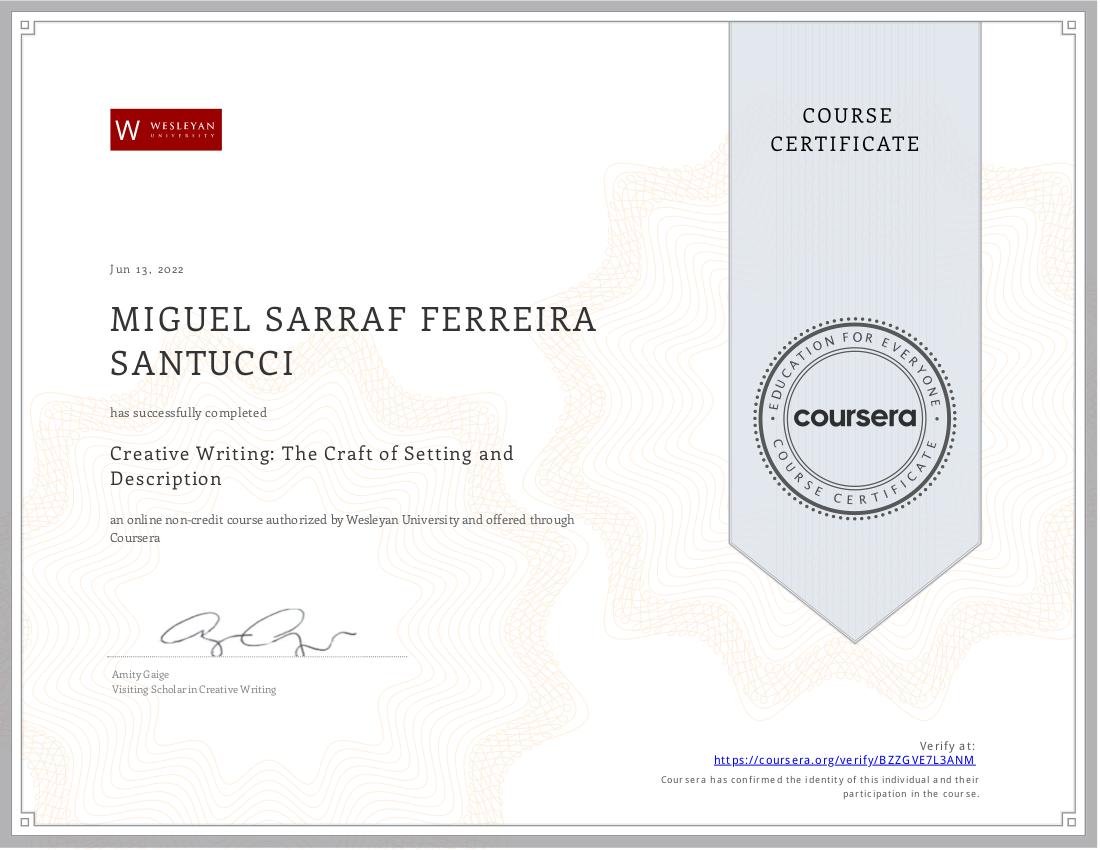 W WESLEYAN
UNIVERSITY
COURSE
CERTIFICATE
Jun 13, 2022
MIGUEL SARRAF FERREIRA
SANTUCCI
has successfully completed
Creative Writing: The Craft of Setting and
Description
an online non-credit course authorized by Wesleyan University and offered through
Coursera
EDUCATION FOR EVERYONE
coursera
COURSE CERTIFICATE
Amity Gaige
Visiting Scholar in Creative Writing
Verify at:
https://coursera.org/verify/BZZGVE7L3ANM
Coursera has confirmed the identity of this individual and their
participation in the course.